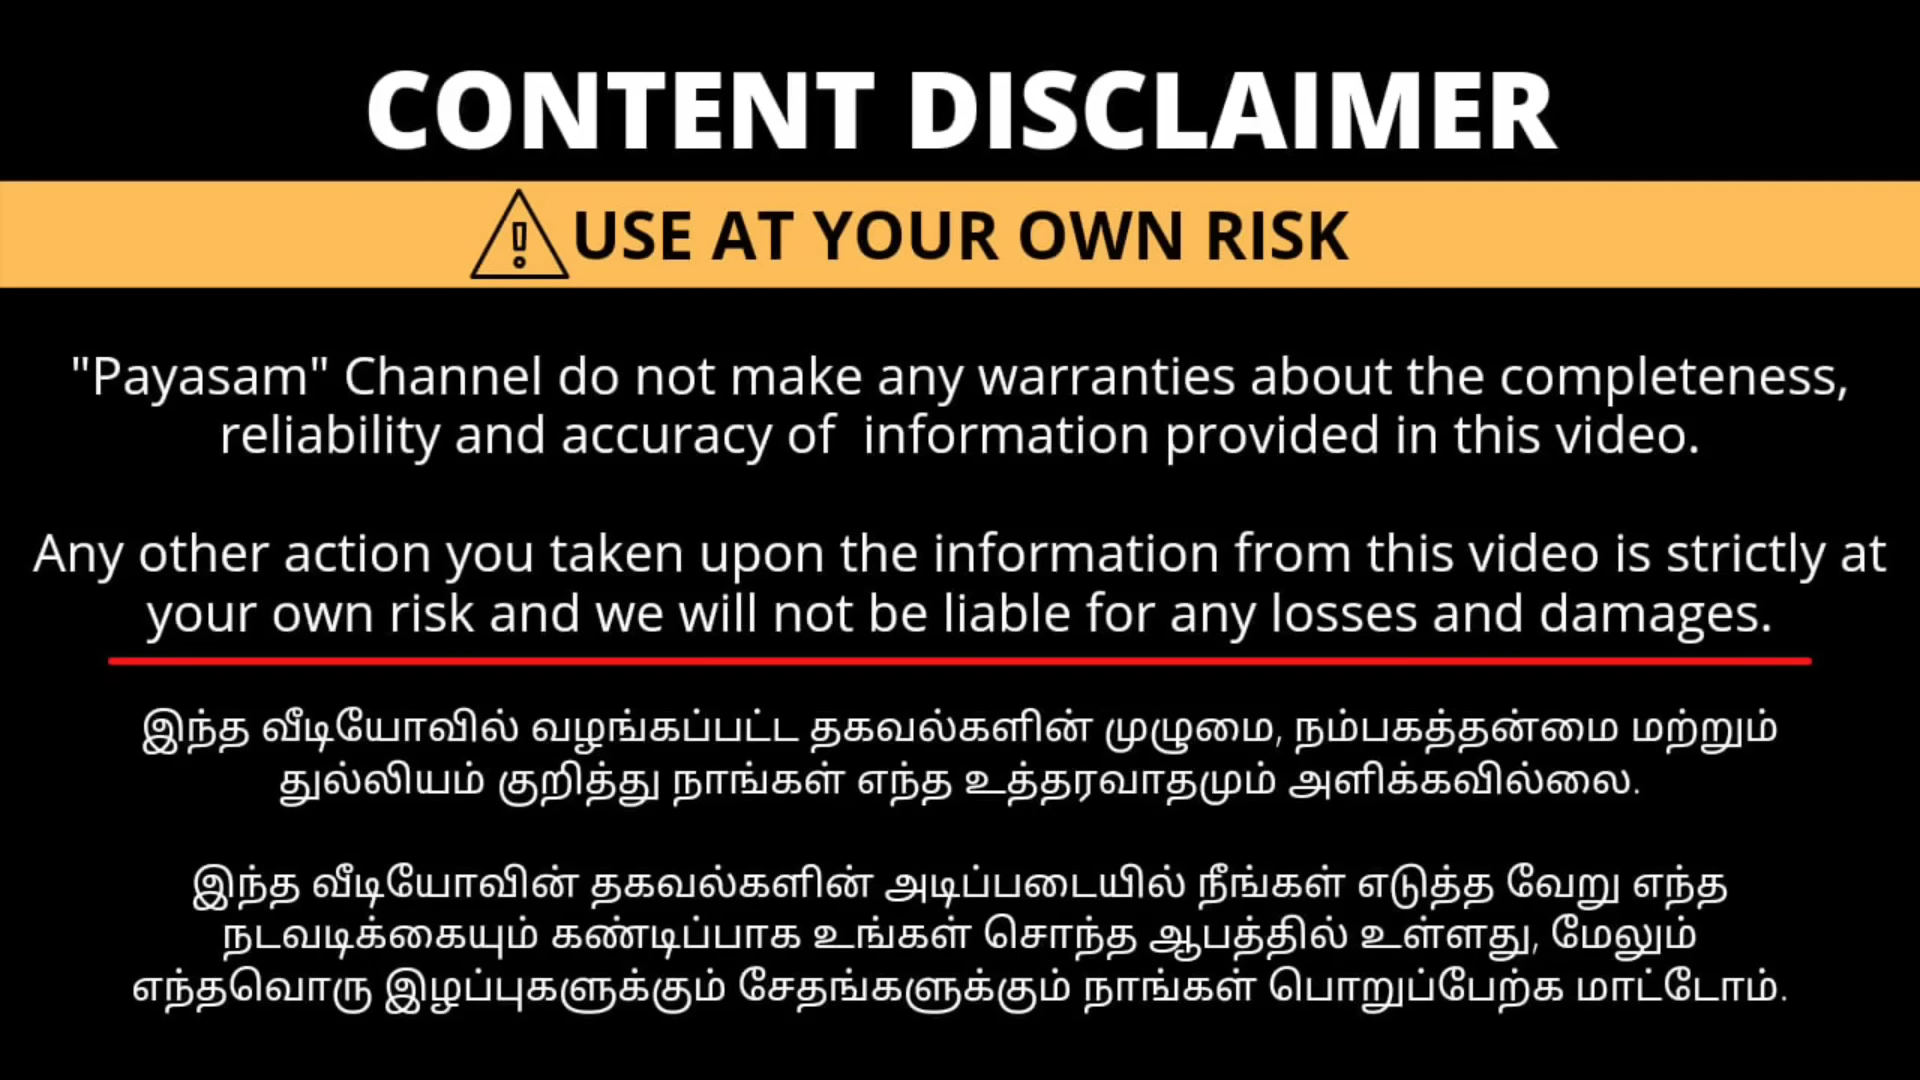 CONTENT DISCLAIMER
USE AT YOUR OWN RISK
"Payasam" Channel do not make any warranties about the completeness,
reliability and accuracy of  information provided in this video.
Any other action you taken upon the information from this video is strictly at
your own risk and we will not be liable for any losses and damages.
இந்த வீடியோவில் வழங்கப்பட்ட தகவல்களின் முழுமை, நம்பகத்தன்மை மற்றும்
துல்லியம் குறித்து நாங்கள் எந்த உத்தரவாதமும் அளிக்கவில்லை.
இந்த வீடியோவின் தகவல்களின் அடிப்படையில் நீங்கள் எடுத்த வேறு எந்த
நடவடிக்கையும் கண்டிப்பாக உங்கள் சொந்த ஆபத்தில் உள்ளது, மேலும்
எந்தவொரு இழப்புகளுக்கும் சேதங்களுக்கும் நாங்கள் பொறுப்பேற்க மாட்டோம்.